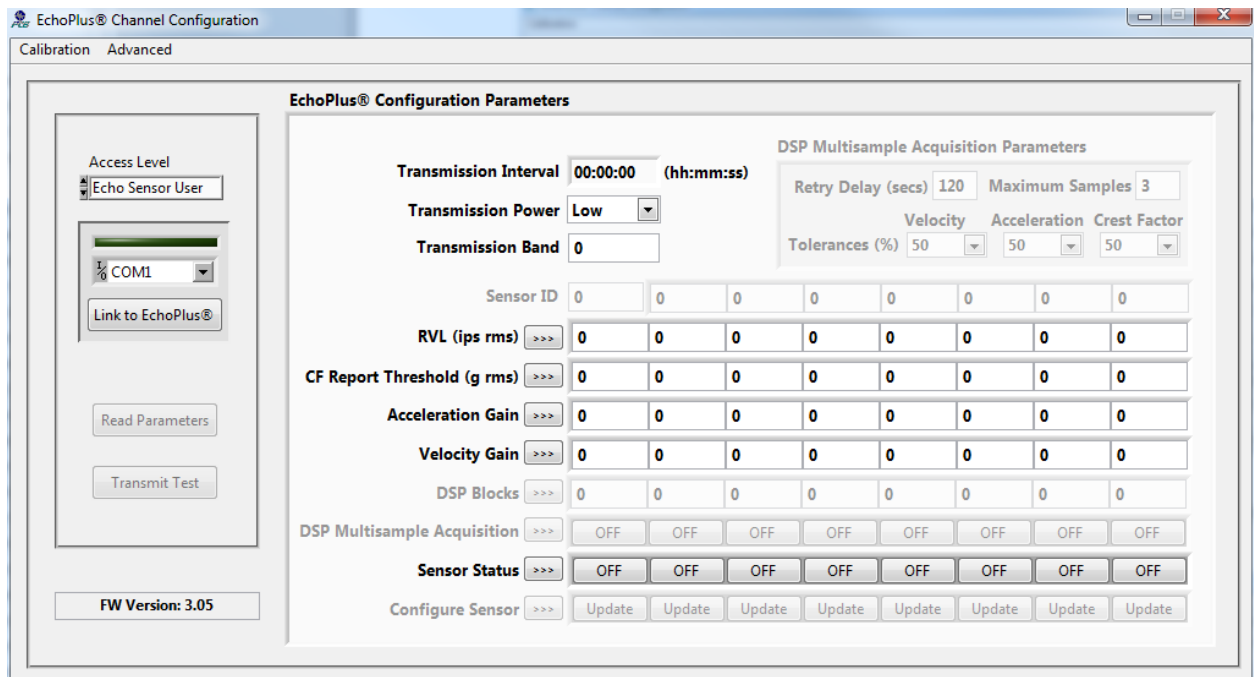 EchoPlus® Channel Configuration
Calibration Advanced
EchoPlus® Configuration Parameters
Access Level
Echo Sensor User
COM1
Link to EchoPlus®
Read Parameters
Transmit Test
FW Version: 3.05
Transmission Interval 00:00:00 (hh:mm:ss)
Transmission Power Low
Transmission Band 0
DSP Multisample Acquisition Parameters
Retry Delay (secs) 120 Maximum Samples 3
Velocity Acceleration Crest Factor
Tolerances (%) 50 50 50
Sensor ID 0 0 0 0 0 0 0 0
RVL (ips rms) >>> 0 0 0 0 0 0 0 0
CF Report Threshold (g rms) >>> 0 0 0 0 0 0 0 0
Acceleration Gain >>> 0 0 0 0 0 0 0 0
Velocity Gain >>> 0 0 0 0 0 0 0 0
DSP Blocks >>> 0 0 0 0 0 0 0 0
DSP Multisample Acquisition >>> OFF OFF OFF OFF OFF OFF OFF OFF
Sensor Status >>> OFF OFF OFF OFF OFF OFF OFF OFF
Configure Sensor >>> Update Update Update Update Update Update Update Update